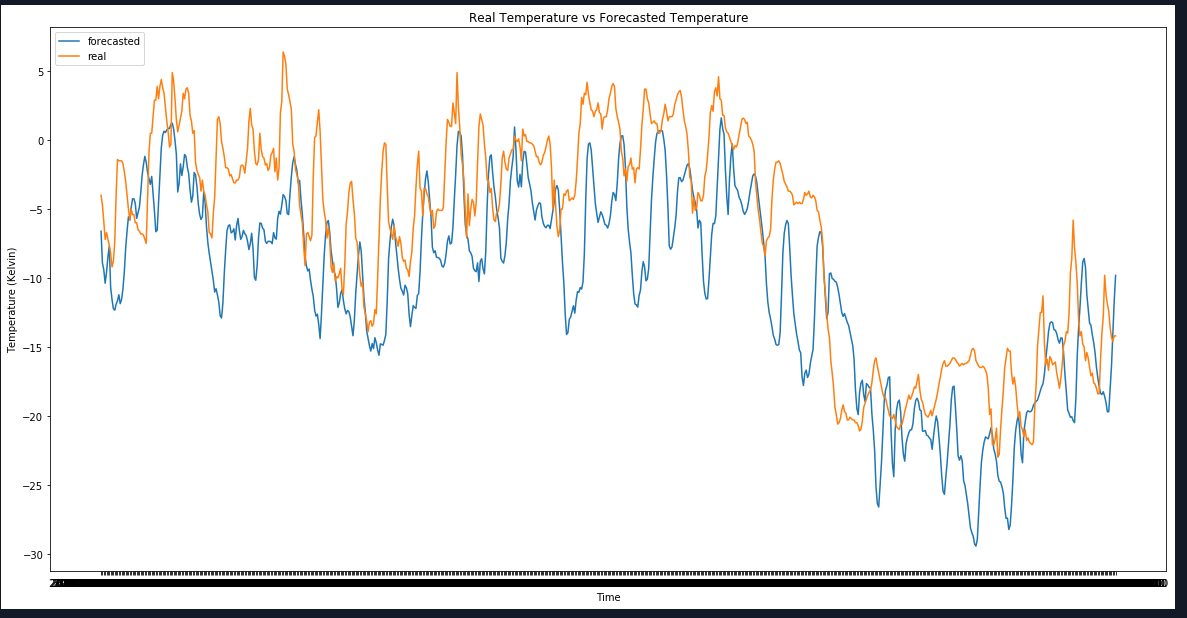 Real Temperature vs Forecasted Temperature
forecasted
real
5
0
−5
−10
−15
−20
−25
−30
Temperature (Kelvin)
Time